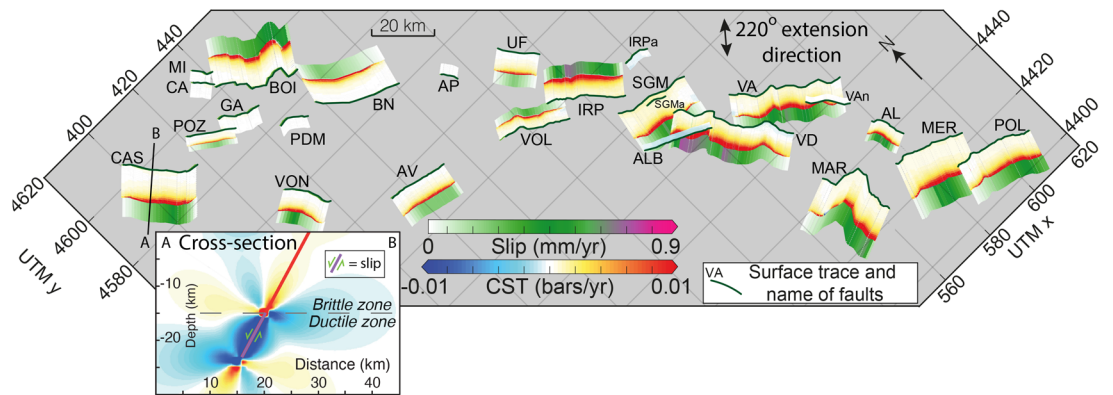 440
420
400
4620
4600
4580
UTM y
4440
4420
4400
620
600
580
560
UTM x
20 km
220° extension
direction
N
MI
CA
BOI
BN
GA
POZ
PDM
B
CAS
A
VON
AV
AP
UF
IRPa
IRP
VOL
SGM
SGMa
ALB
VA
VAn
VD
AL
MER
POL
MAR
0
Slip (mm/yr)
0.9
-0.01
CST (bars/yr)
0.01
VA
Surface trace and
name of faults
A
Cross-section
B
= slip
-10
-20
Depth (km)
Brittle zone
Ductile zone
Distance (km)
10
20
30
40